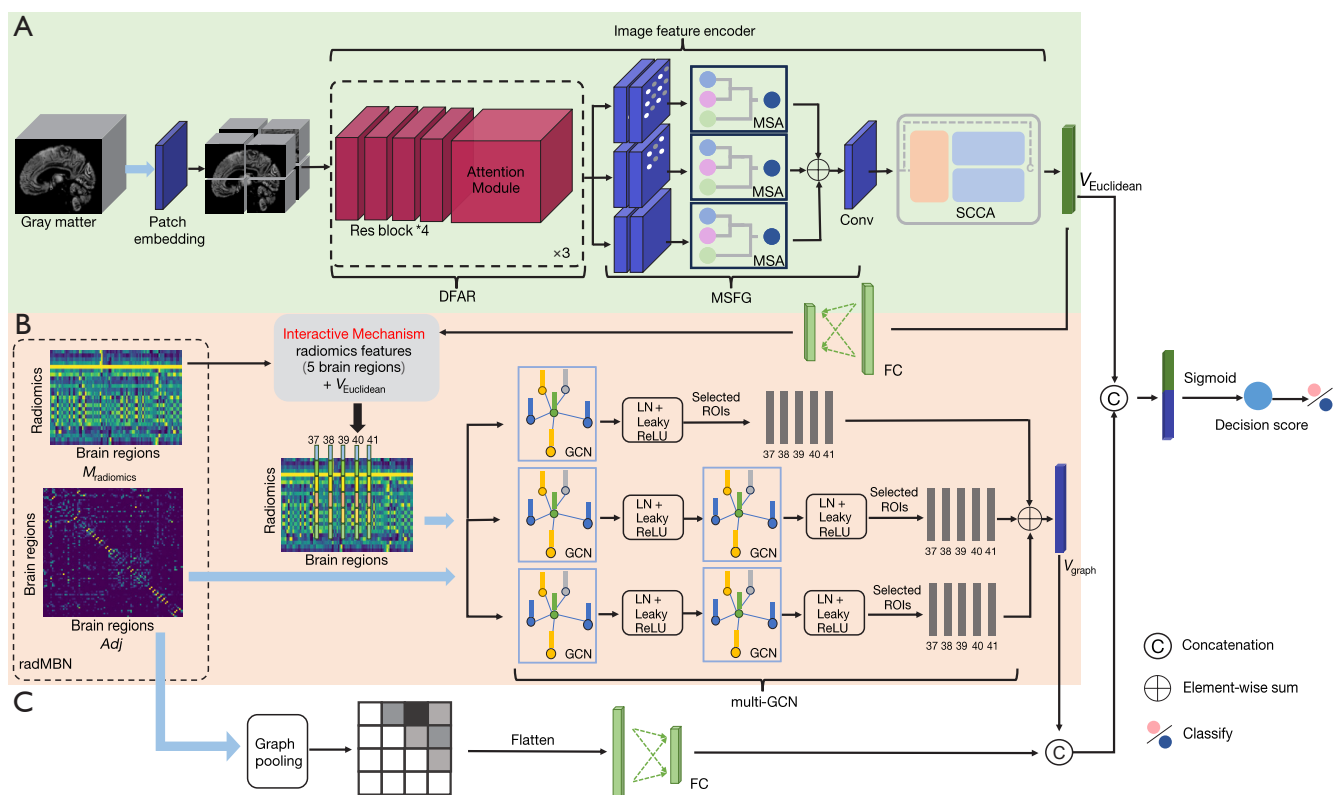 A
Image feature encoder
Gray matter
Patch
embedding
Attention
Module
Res block *4
×3
DFAR
MSA
MSA
MSA
MSFG
Conv
C
SCCA
V Euclidean
B
Radiomics
Brain regions
M radiomics
Brain regions
Brain regions
Adj
radMBN
Interactive Mechanism
radiomics features
(5 brain regions)
+ V Euclidean
FC
37 38 39 40 41
Radiomics
Brain regions
GCN
LN +
Leaky
ReLU
Selected
ROIs
37 38 39 40 41
GCN
LN +
Leaky
ReLU
GCN
LN +
Leaky
ReLU
Selected
ROIs
37 38 39 40 41
GCN
LN +
Leaky
ReLU
GCN
LN +
Leaky
ReLU
Selected
ROIs
37 38 39 40 41
multi-GCN
V graph
C
Sigmoid
Decision score
C
Graph
pooling
Flatten
FC
C
C Concatenation
Element-wise sum
Classify